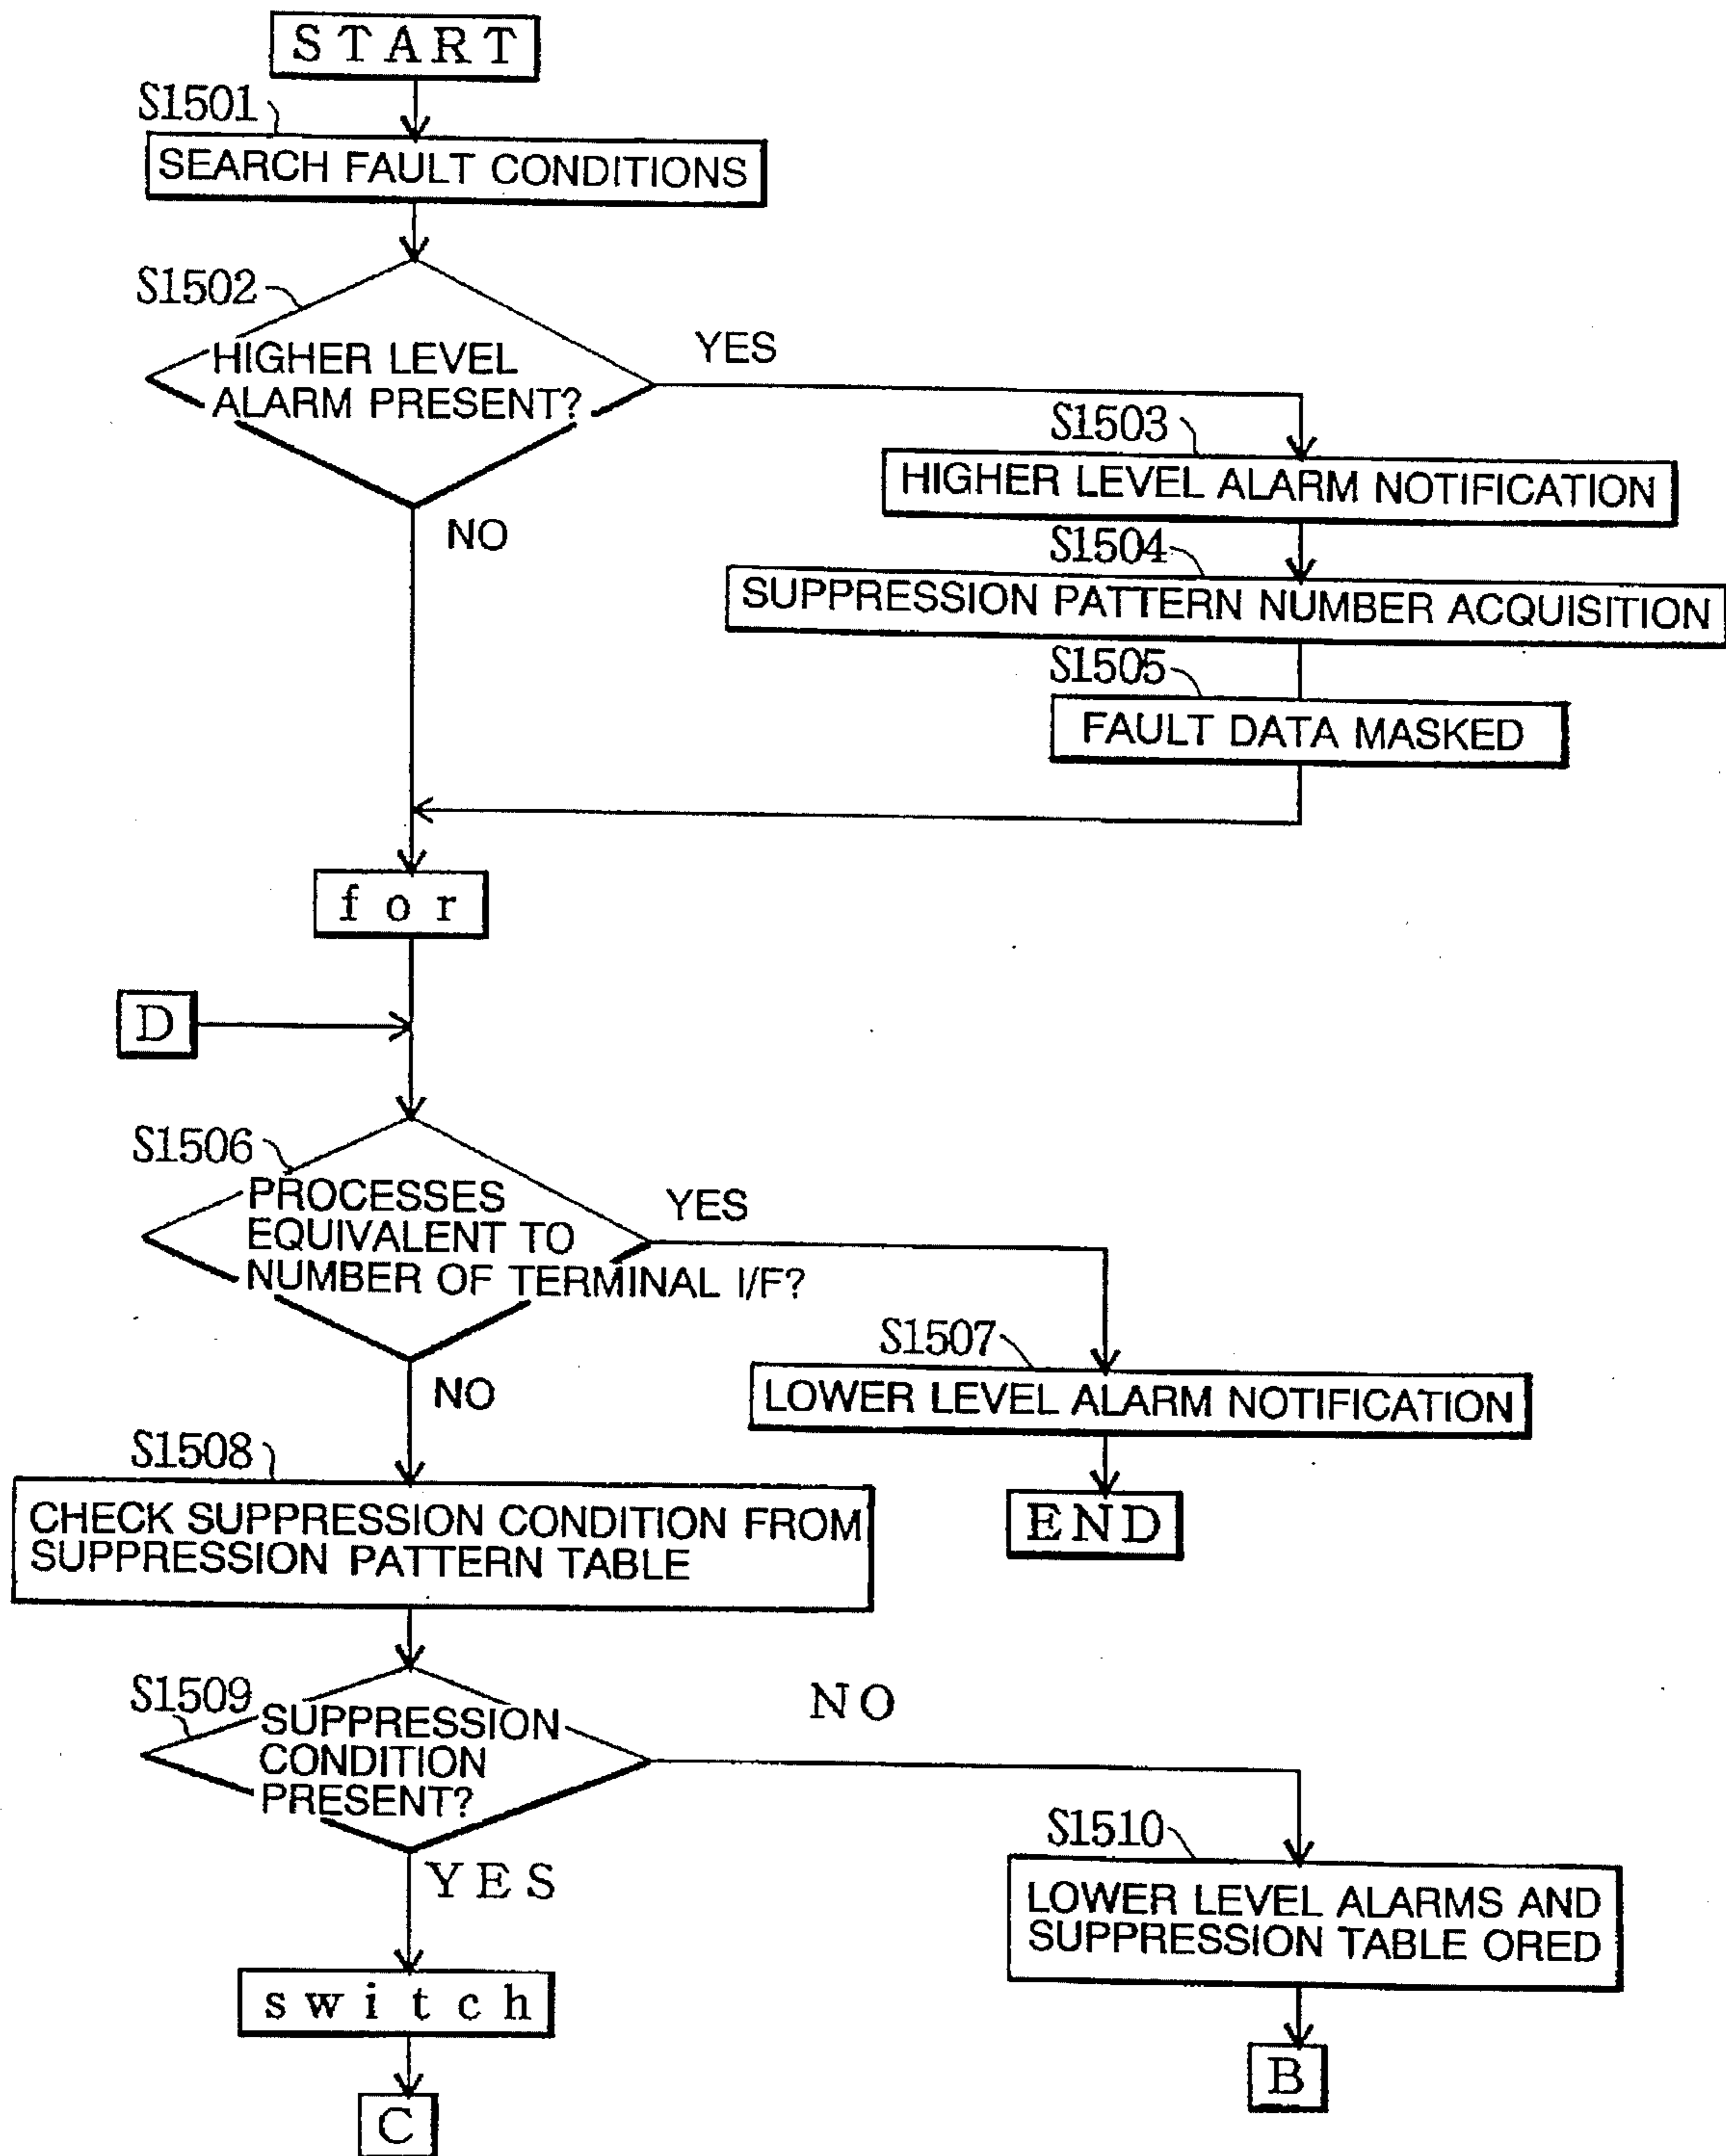 START
S1501
SEARCH FAULT CONDITIONS
S1502
HIGHER LEVEL
ALARM PRESENT?
YES
NO
S1503
HIGHER LEVEL ALARM NOTIFICATION
S1504
SUPPRESSION PATTERN NUMBER ACQUISITION
S1505
FAULT DATA MASKED
for
D
S1506
PROCESSES
EQUIVALENT TO
NUMBER OF TERMINAL I/F?
YES
NO
S1507
LOWER LEVEL ALARM NOTIFICATION
END
S1508
CHECK SUPPRESSION CONDITION FROM
SUPPRESSION PATTERN TABLE
S1509
SUPPRESSION
CONDITION
PRESENT?
NO
YES
S1510
LOWER LEVEL ALARMS AND
SUPPRESSION TABLE ORED
switch
B
C